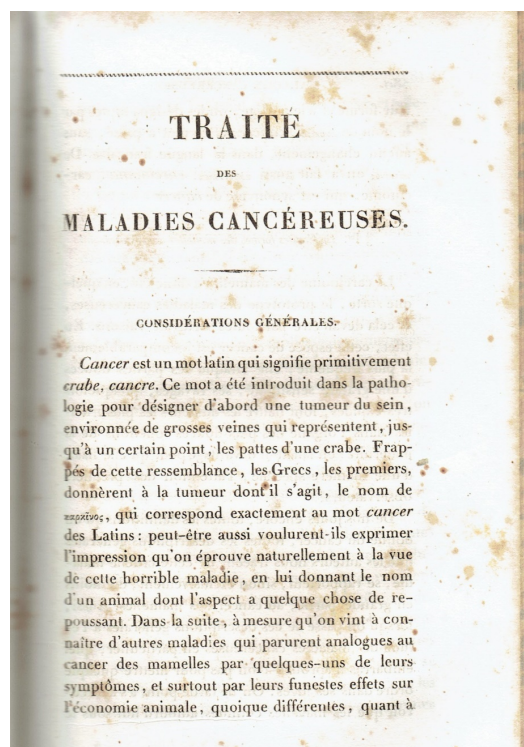 TRAITÉ
DES
MALADIES CANCÉREUSES.
CONSIDÉRATIONS GÉNÉRALES.
Cancer est un mot latin qui signifie primitivement
crabe, cancre. Ce mot a été introduit dans la patho-
logie pour désigner d'abord une tumeur du sein,
environnée de grosses veines qui représentent, jus-
qu'à un certain point, les pattes d'une crabe. Frap-
pés de cette ressemblance, les Grecs, les premiers,
donnèrent à la tumeur dont il s'agit, le nom de
καρκῖνος, qui correspond exactement au mot cancer
des Latins : peut-être aussi voulurent-ils exprimer
l'impression qu'on éprouve naturellement à la vue
de cette horrible maladie, en lui donnant le nom
d'un animal dont l'aspect a quelque chose de re-
poussant. Dans la suite, à mesure qu'on vint à con-
naître d'autres maladies qui parurent analogues au
cancer des mamelles par quelques-uns de leurs
symptômes, et surtout par leurs funestes effets sur
l'économie animale, quoique différentes, quant à